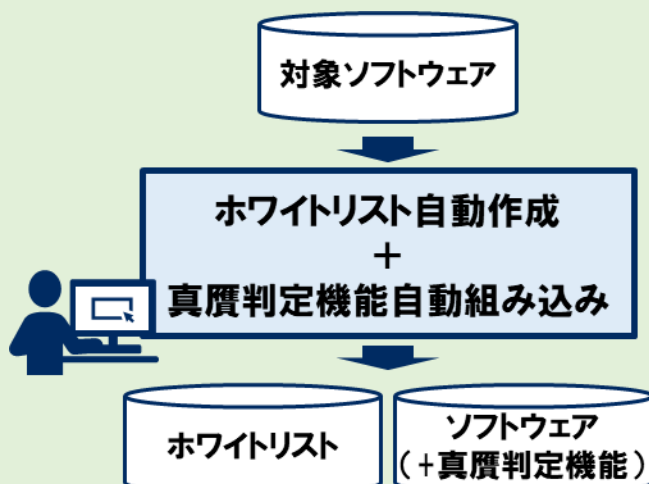 対象ソフトウェア
ホワイトリスト自動作成
+
真贋判定機能自動組み込み
ホワイトリスト
ソフトウェア
(+真贋判定機能)